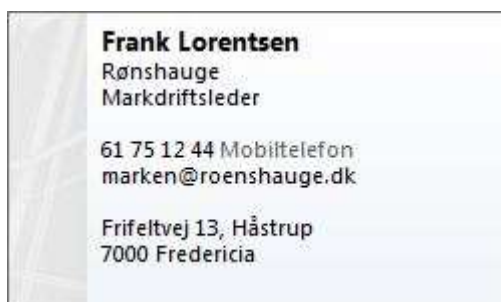 Frank Lorentsen
Rønshauge
Markdriftsleder
61 75 12 44 Mobiltelefon
marken@roenshauge.dk
Frifeltvej 13, Håstrup
7000 Fredericia